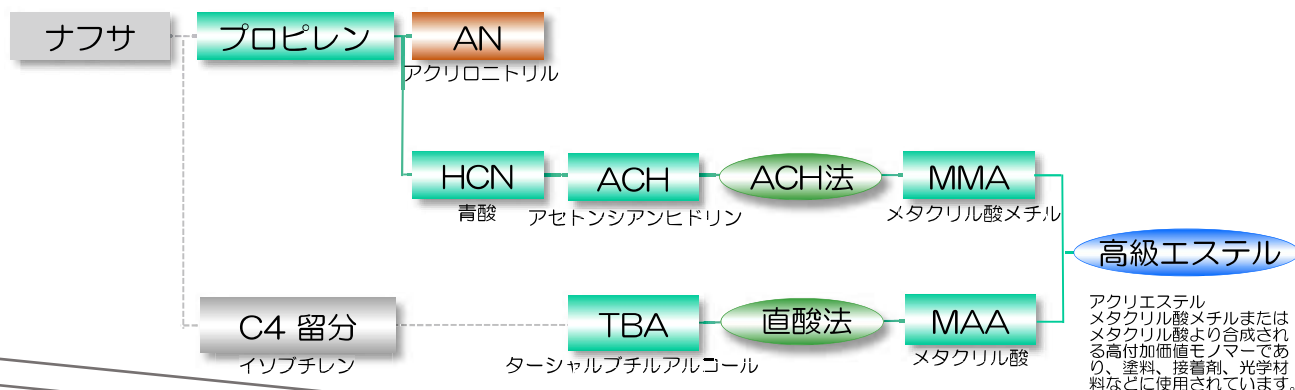 ナフサ
プロピレン
AN
アクリロニトリル
HCN
青酸
ACH
アセトンシアンヒドリン
ACH法
MMA
メタクリル酸メチル
高級エステル
C4 留分
イソブチレン
TBA
ターシャルブチルアルコール
直酸法
MAA
メタクリル酸
アクリエステル
メタクリル酸メチルまたは
メタクリル酸より合成され
る高付加価値モノマーであ
り、塗料、接着剤、光学材
料などに使用されています。